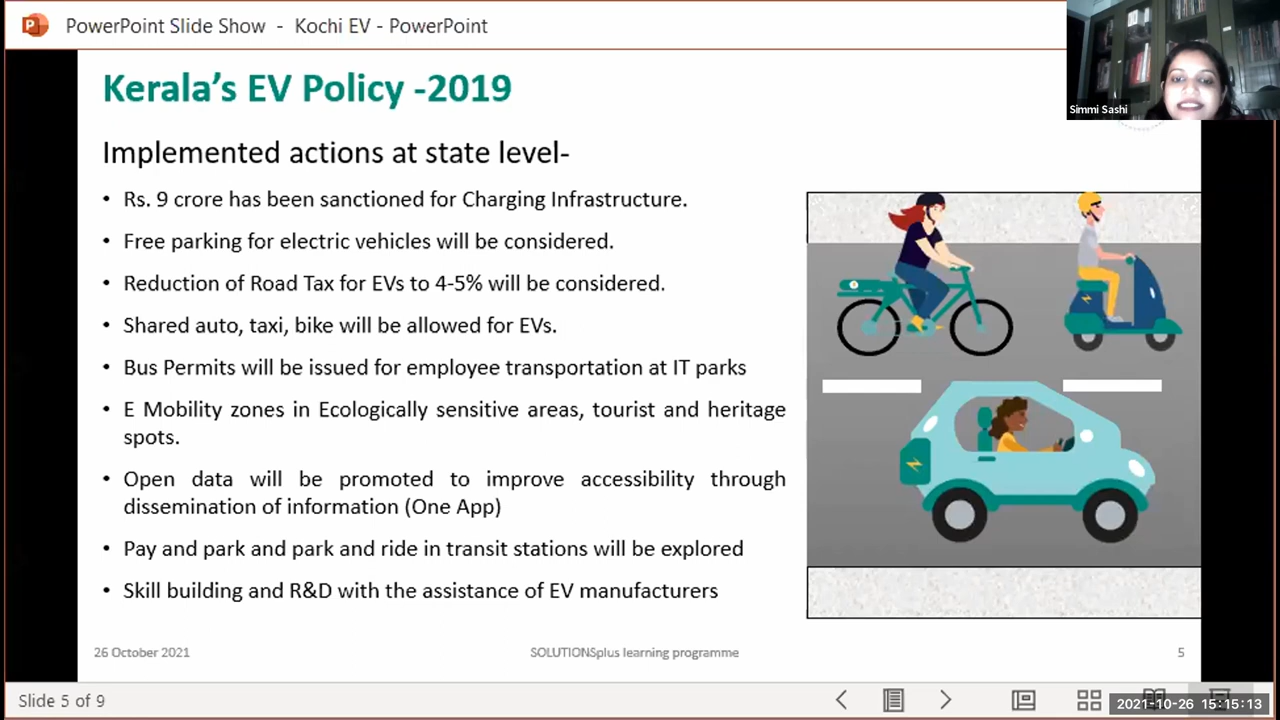 PowerPoint Slide Show - Kochi EV - PowerPoint
Simmi Sashi
Kerala's EV Policy -2019
Implemented actions at state level-
• Rs. 9 crore has been sanctioned for Charging Infrastructure.
• Free parking for electric vehicles will be considered.
• Reduction of Road Tax for EVs to 4-5% will be considered.
• Shared auto, taxi, bike will be allowed for EVs.
• Bus Permits will be issued for employee transportation at IT parks
• E Mobility zones in Ecologically sensitive areas, tourist and heritage
spots.
• Open data will be promoted to improve accessibility through
dissemination of information (One App)
• Pay and park and park and ride in transit stations will be explored
• Skill building and R&D with the assistance of EV manufacturers
26 October 2021
SOLUTIONSplus learning programme
5
Slide 5 of 9
2021-10-26 15:15:13